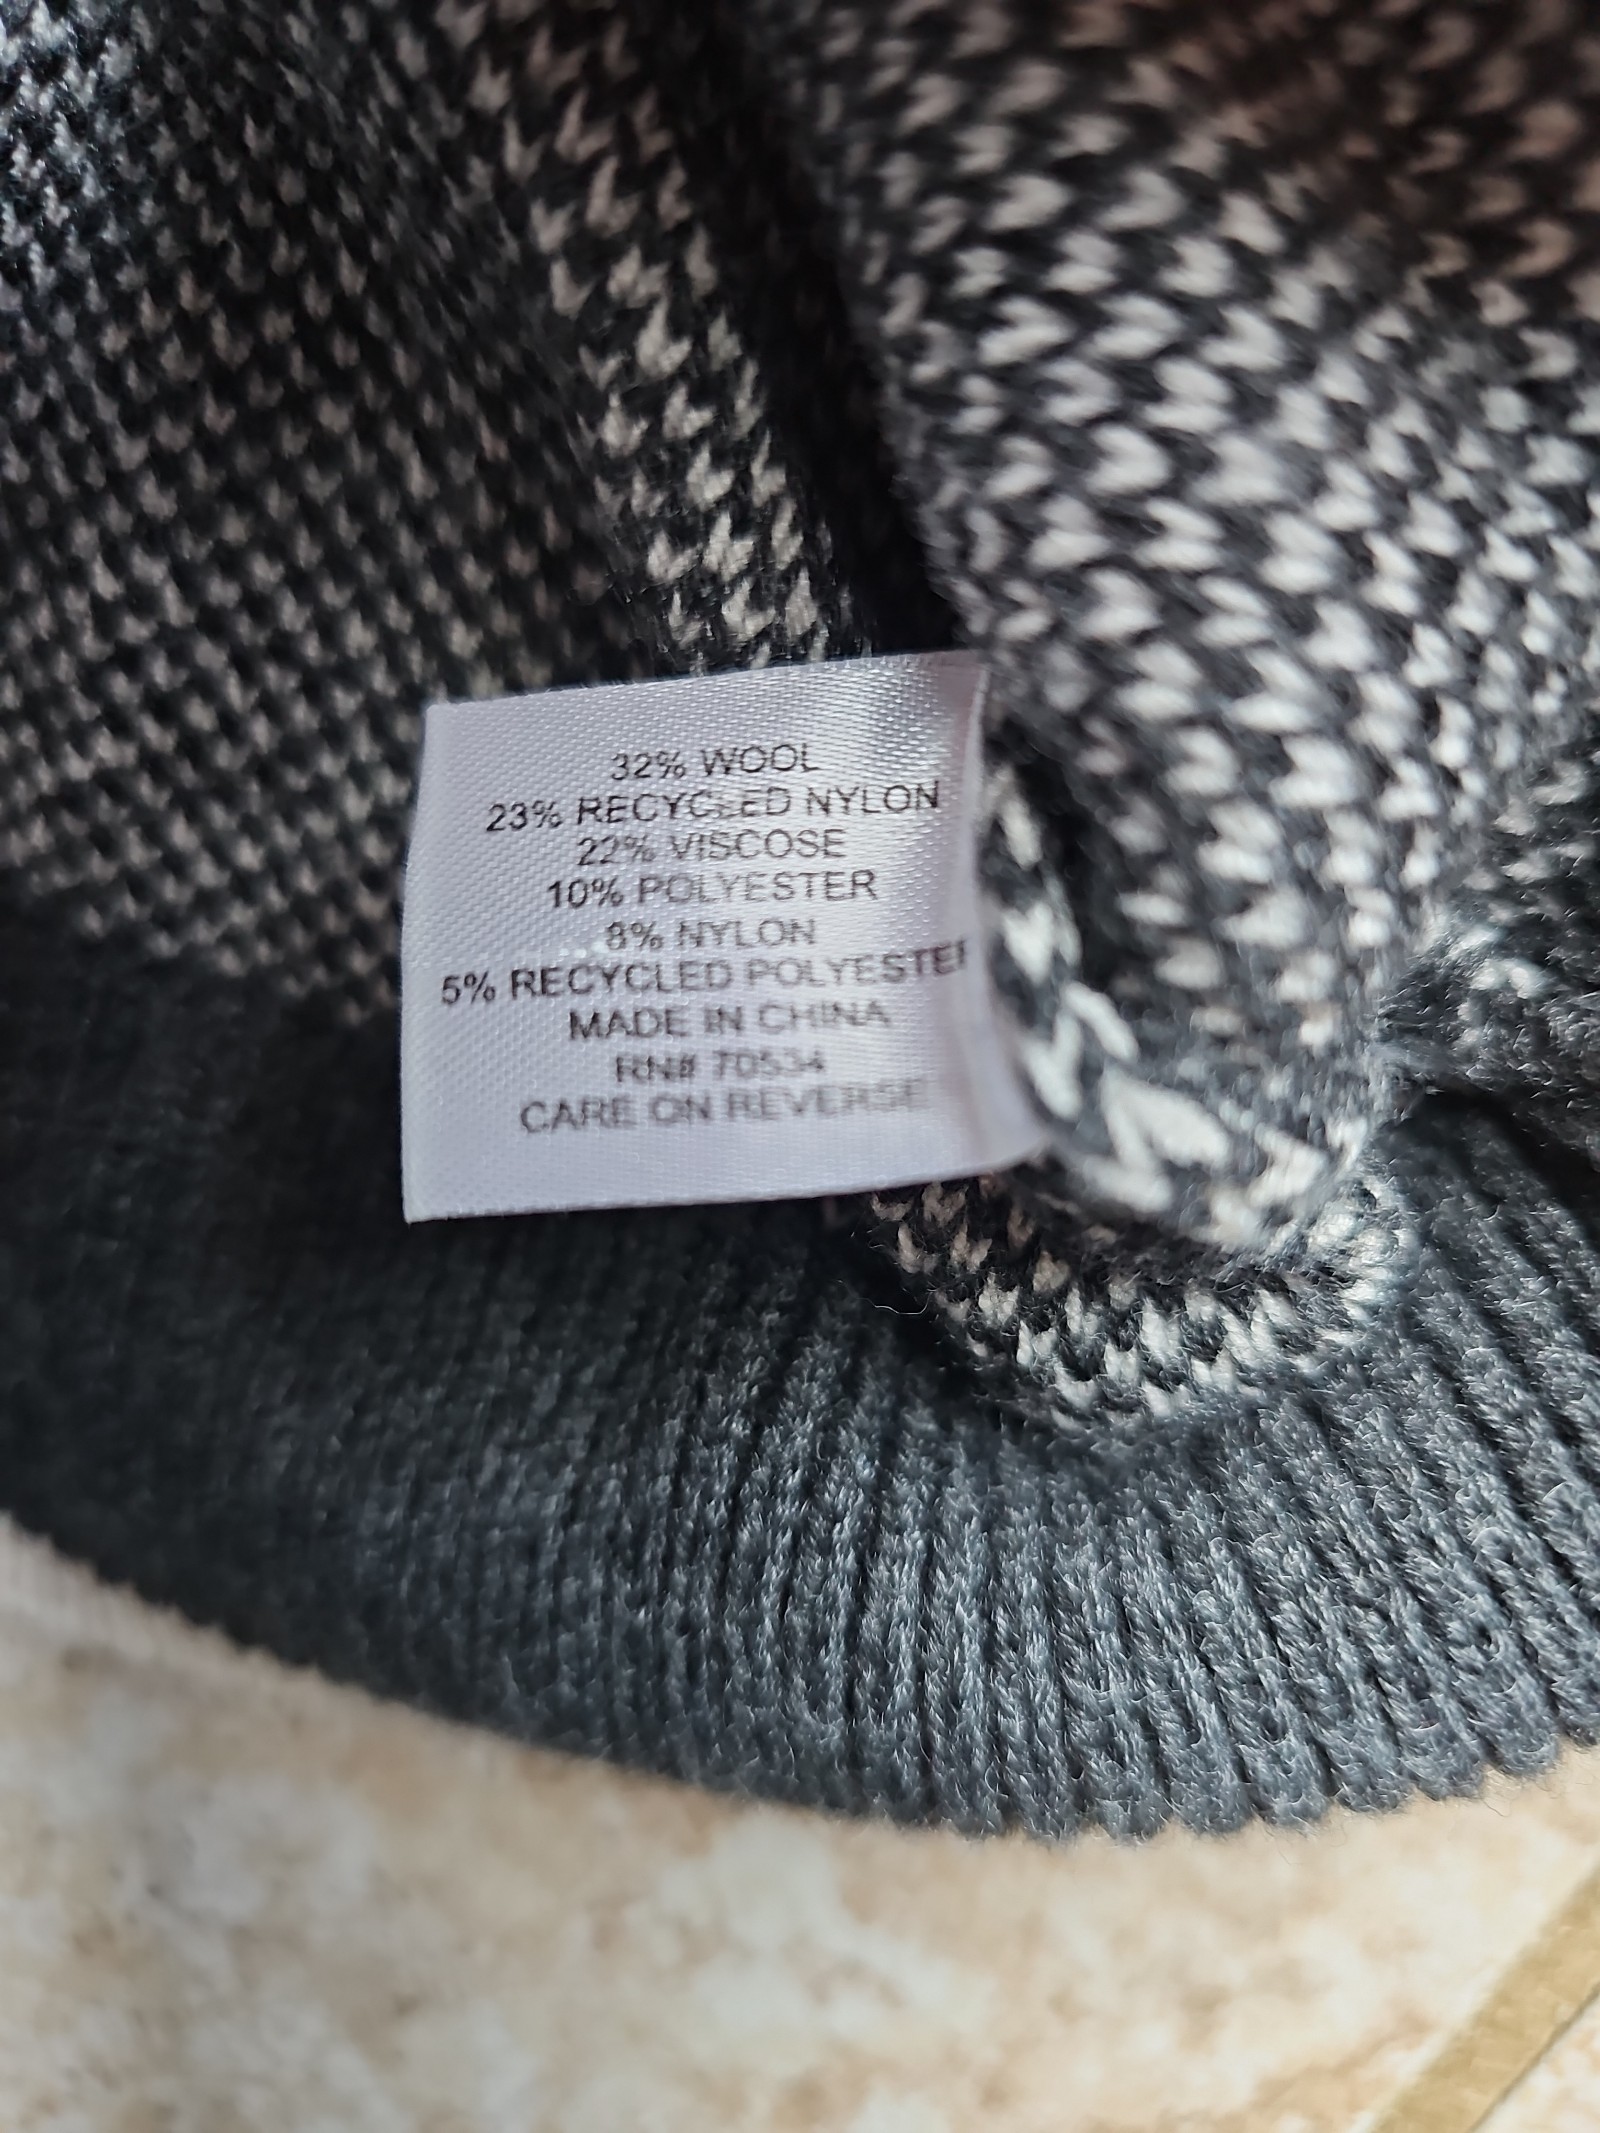 32% WOOL
23% RECYCLED NYLON
22% VISCOSE
10% POLYESTER
8% NYLON
5% RECYCLED POLYESTER
MADE IN CHINA
RN# 70534
CARE ON REVERSE